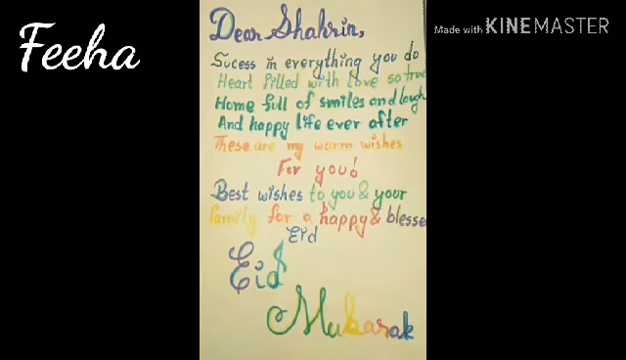 Feeha
Made with KINEMASTER
Dear Shahrin,
Sucess in everything you do
Heart filled with love so true
Home full of smiles and laugh
And happy life ever after
These are my warm wishes
For you!
Best wishes to you & your
family for a happy & blesse
Eid
Eid
Mubarak